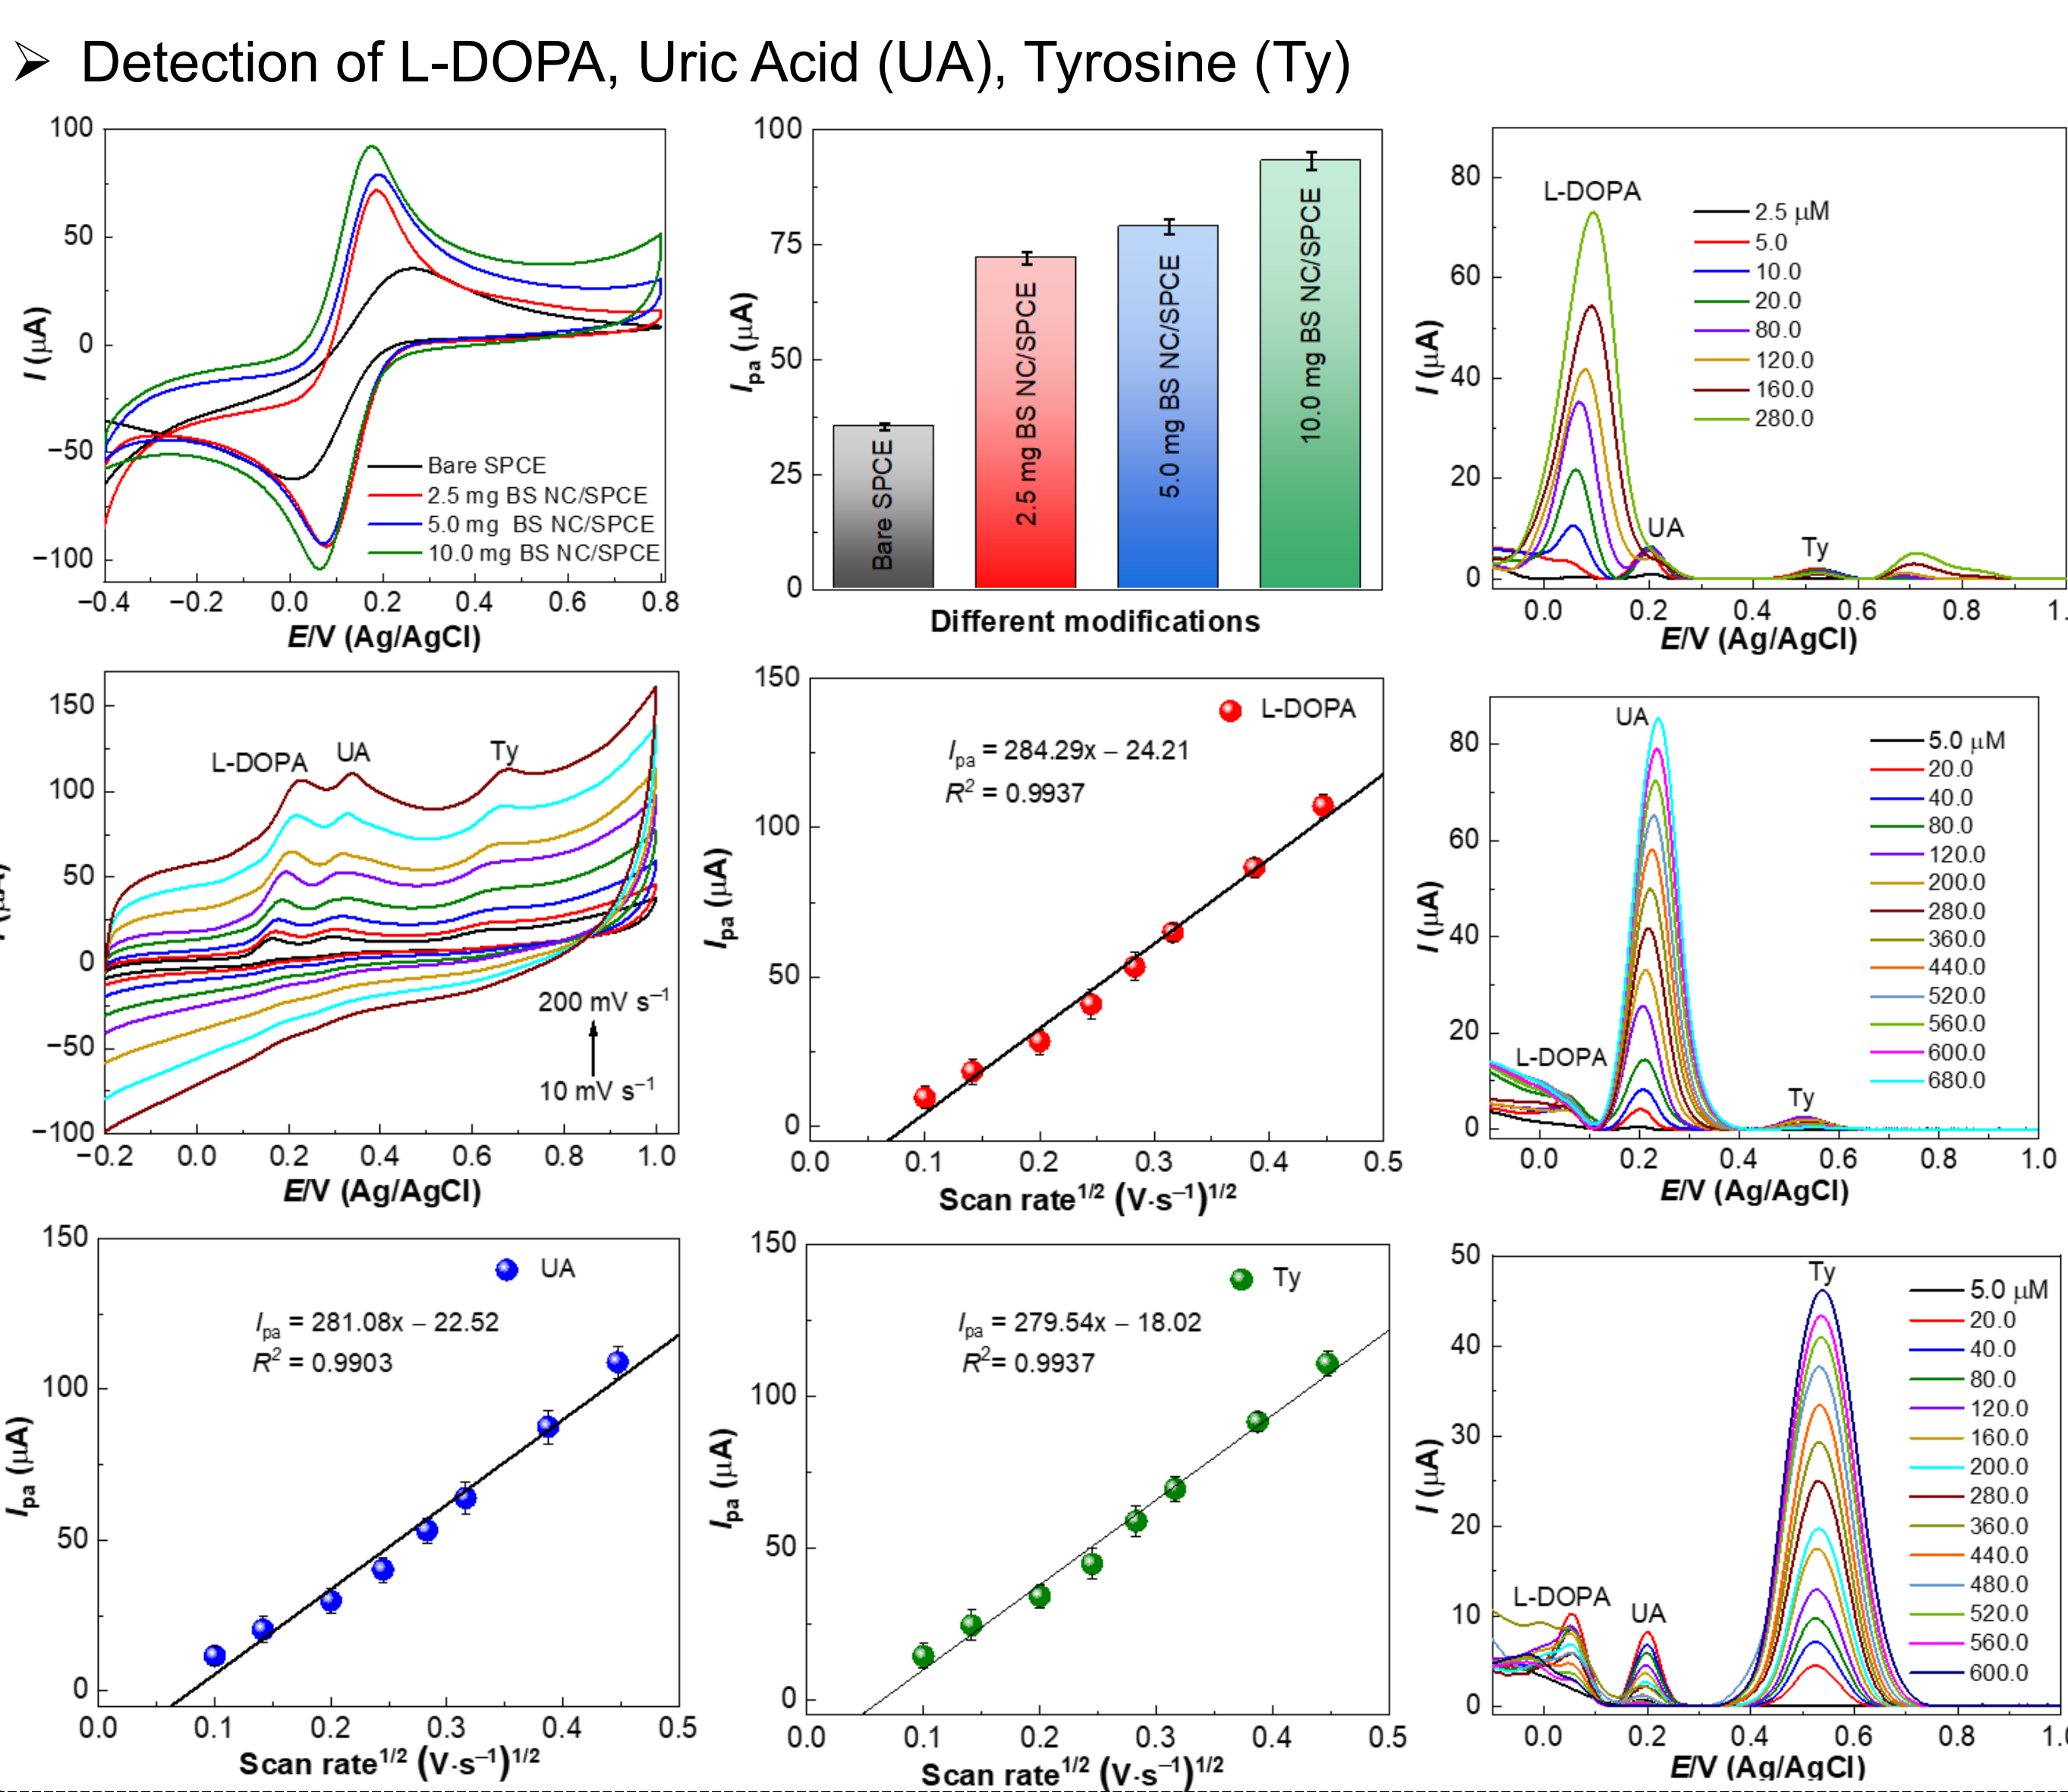 ➢ Detection of L-DOPA, Uric Acid (UA), Tyrosine (Ty)
100
50
0
−50
−100
I (μA)
Bare SPCE
2.5 mg BS NC/SPCE
5.0 mg BS NC/SPCE
10.0 mg BS NC/SPCE
−0.4 −0.2 0.0 0.2 0.4 0.6 0.8
E/V (Ag/AgCl)
100
75
50
25
0
Ipa (μA)
Bare SPCE
2.5 mg BS NC/SPCE
5.0 mg BS NC/SPCE
10.0 mg BS NC/SPCE
Different modifications
80
60
40
20
0
I (μA)
L-DOPA
UA
Ty
2.5 μM
5.0
10.0
20.0
80.0
120.0
160.0
280.0
0.0 0.2 0.4 0.6 0.8 1.
E/V (Ag/AgCl)
150
100
50
0
−50
−100
L-DOPA
UA
Ty
200 mV s⁻¹
10 mV s⁻¹
−0.2 0.0 0.2 0.4 0.6 0.8 1.0
E/V (Ag/AgCl)
150
100
50
0
Ipa (μA)
L-DOPA
Ipa = 284.29x − 24.21
R² = 0.9937
0.0 0.1 0.2 0.3 0.4 0.5
Scan rate¹/² (V·s⁻¹)¹/²
80
60
40
20
0
I (μA)
UA
L-DOPA
Ty
5.0 μM
20.0
40.0
80.0
120.0
200.0
280.0
360.0
440.0
520.0
560.0
600.0
680.0
0.0 0.2 0.4 0.6 0.8 1.0
E/V (Ag/AgCl)
150
100
50
0
Ipa (μA)
UA
Ipa = 281.08x − 22.52
R² = 0.9903
0.0 0.1 0.2 0.3 0.4 0.5
Scan rate¹/² (V·s⁻¹)¹/²
150
100
50
0
Ipa (μA)
Ty
Ipa = 279.54x − 18.02
R²= 0.9937
0.0 0.1 0.2 0.3 0.4 0.5
Scan rate¹/² (V·s⁻¹)¹/²
50
40
30
20
10
0
I (μA)
Ty
L-DOPA
UA
5.0 μM
20.0
40.0
80.0
120.0
160.0
200.0
280.0
360.0
440.0
480.0
520.0
560.0
600.0
0.0 0.2 0.4 0.6 0.8 1.0
E/V (Ag/AgCl)